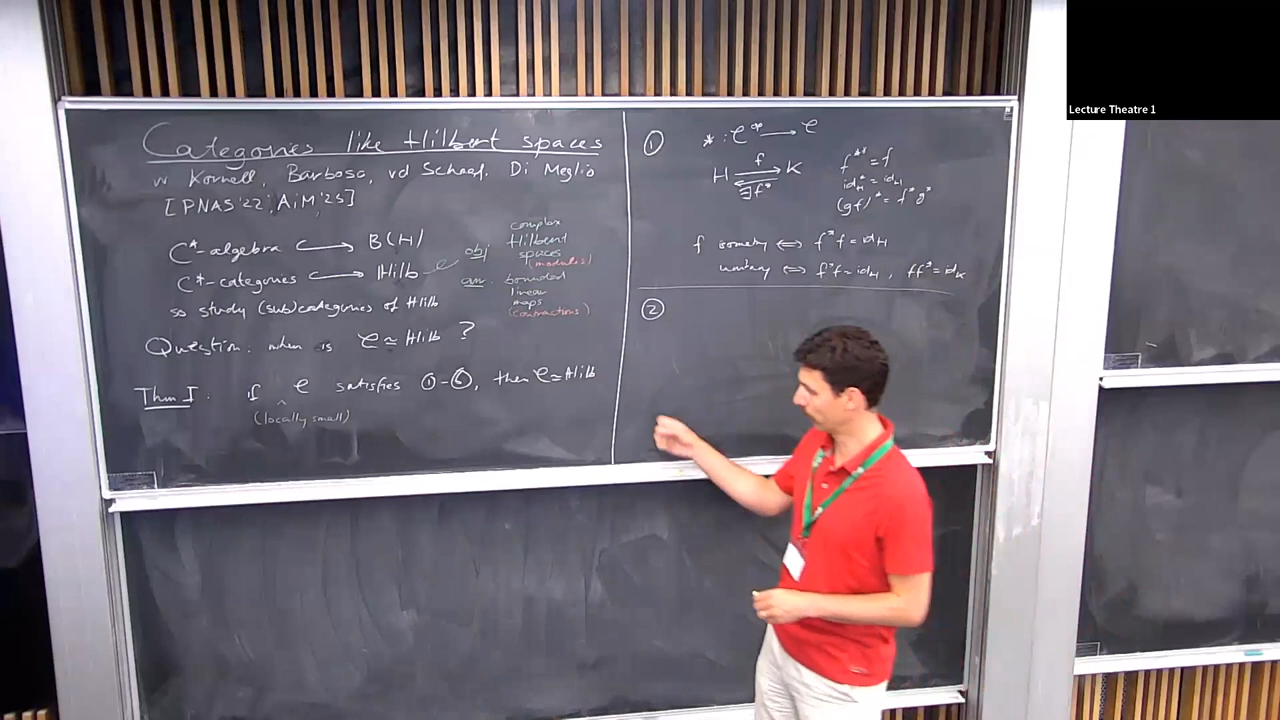 Categories like Hilbert spaces
w Kornell, Barbosa, vd Schaaf, Di Meglio
[PNAS '22, AiM '25]
C*-algebra ↪ B(H)
C*-categories ↪ Hilb
obj complex Hilbert spaces (modules)
arr. bounded linear maps (contractions)
so study (sub)categories of Hilb
Question: when is C ≃ Hilb ?
Thm I: if C satisfies ①-⑥, then C ≃ Hilb
(locally small)
① * : C^op → C
H →f K
∃f*
f** = f
id_H* = id_H
(gf)* = f* g*
f isometry ⇔ f*f = id_H
unitary ⇔ f*f = id_H , ff* = id_K
②
Lecture Theatre 1